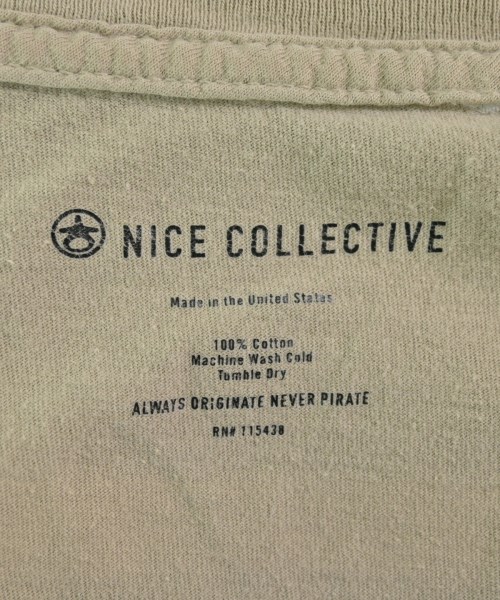 NICE COLLECTIVE
Made in the United States
100% Cotton
Machine Wash Cold
Tumble Dry
ALWAYS ORIGINATE NEVER PIRATE
RN# 115438